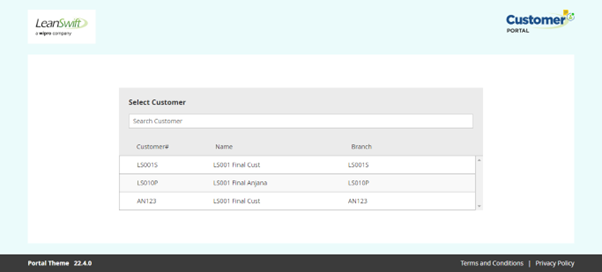 LeanSwift
a wipro company
Customer
PORTAL
Select Customer
Search Customer
Customer# Name Branch
LS001S LS001 Final Cust LS001S
LS010P LS001 Final Anjana LS010P
AN123 LS001 Final Cust AN123
Portal Theme 22.4.0 Terms and Conditions | Privacy Policy